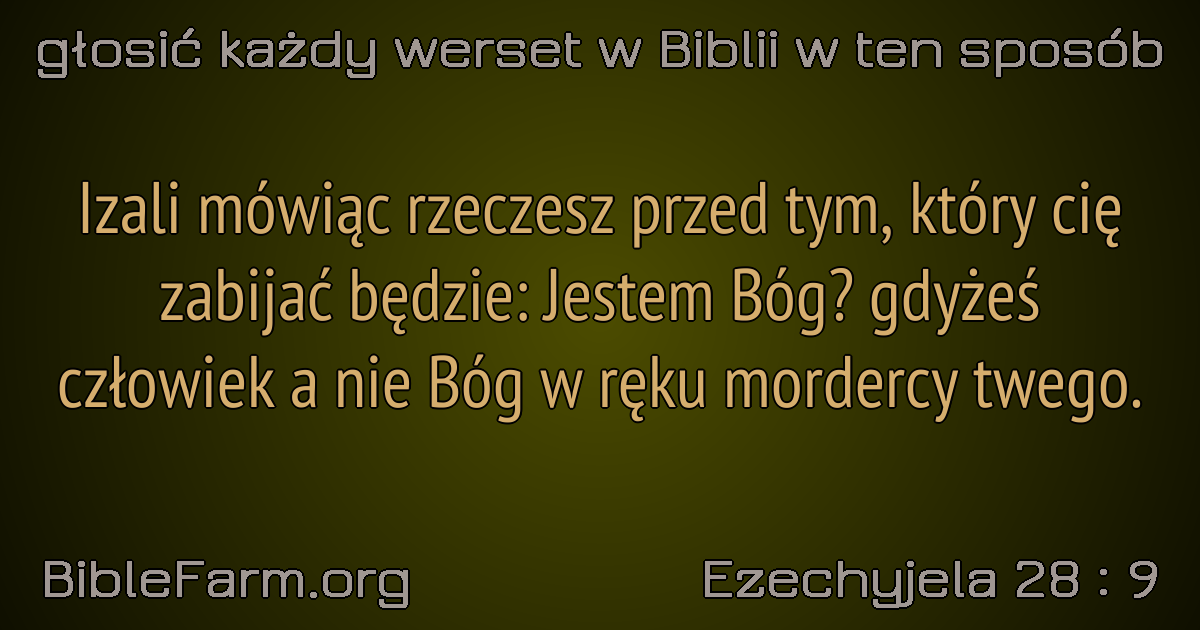 głosić każdy werset w Biblii w ten sposób
Izali mówiąc rzeczesz przed tym, który cię
zabijać będzie: Jestem Bóg? gdyżeś
człowiek a nie Bóg w ręku mordercy twego.
BibleFarm.org
Ezechyjela 28 : 9